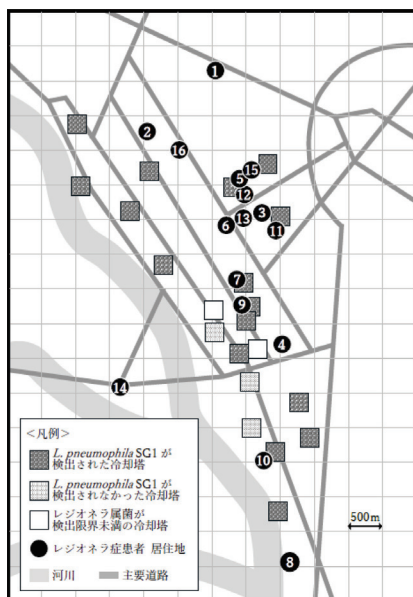 1
2
16
15
5
12
3
13
6
11
7
9
4
14
10
8
<凡例>
L. pneumophila SG1 が
検出された冷却塔
L. pneumophila SG1 が
検出されなかった冷却塔
レジオネラ属菌が
検出限界未満の冷却塔
レジオネラ症患者 居住地
河川 主要道路
500m